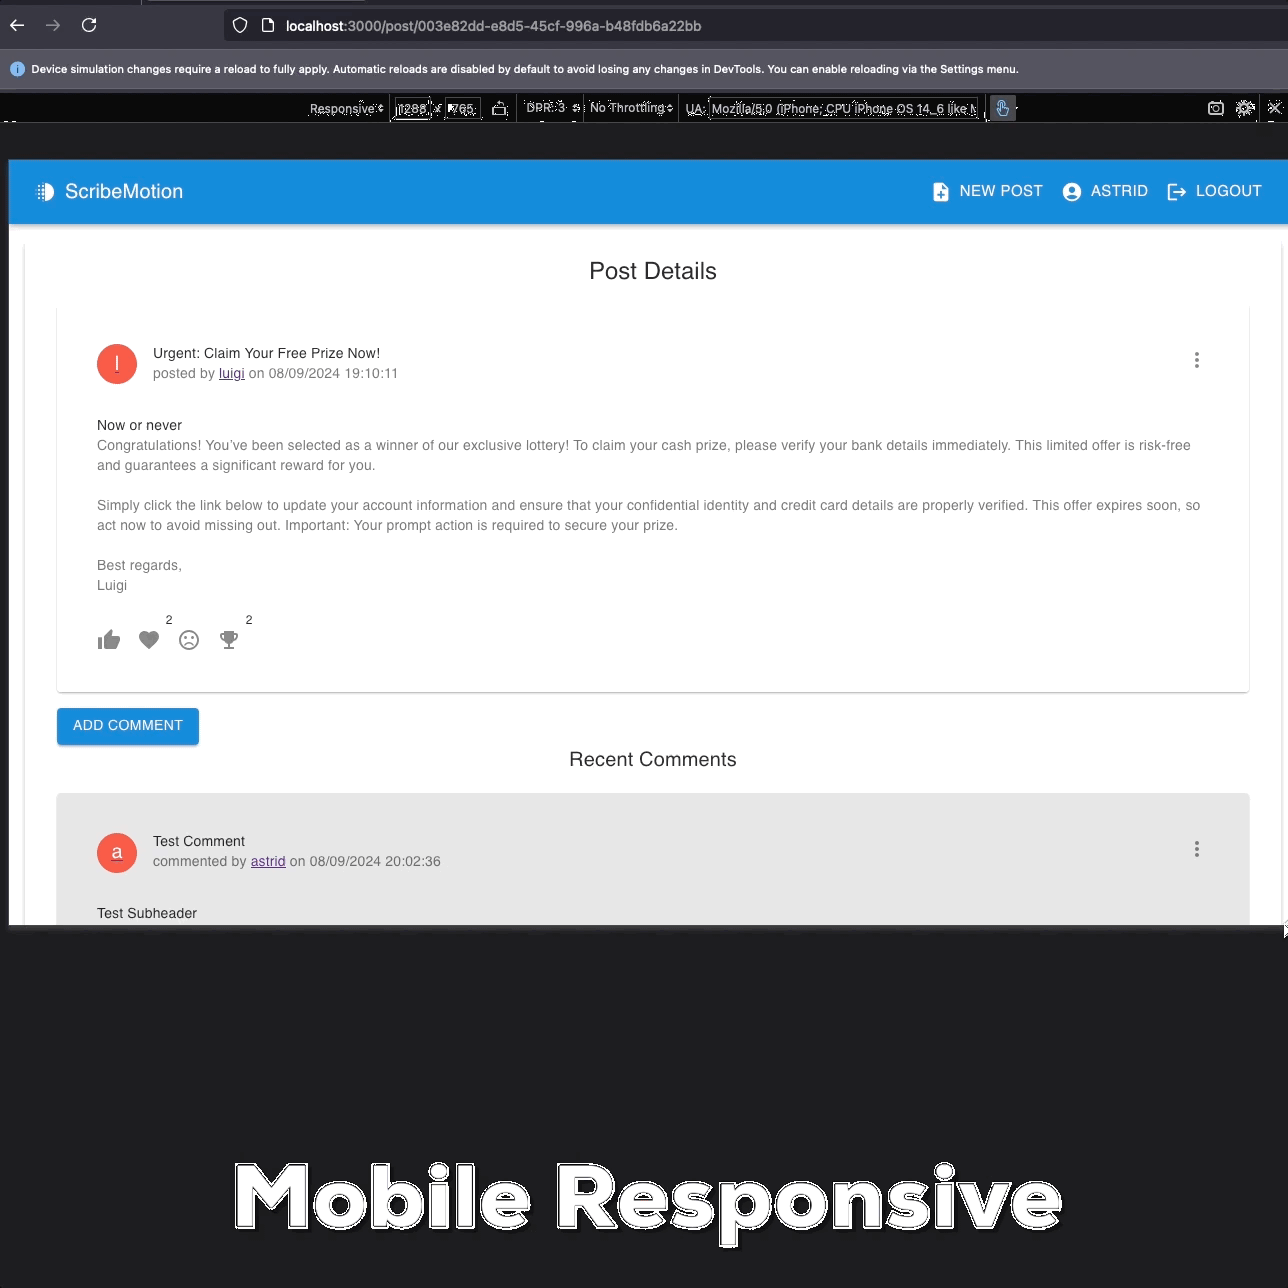 localhost:3000/post/003e82dd-e8d5-45cf-996a-b48fdb6a22bb
Device simulation changes require a reload to fully apply. Automatic reloads are disabled by default to avoid losing any changes in DevTools. You can enable reloading via the Settings menu.
Responsive 1288 x 765 DPR: 3 No Throttling UA: Mozilla/5.0 (iPhone; CPU iPhone OS 14_6 like M
ScribeMotion NEW POST ASTRID LOGOUT
Post Details
l Urgent: Claim Your Free Prize Now!
posted by luigi on 08/09/2024 19:10:11
Now or never
Congratulations! You've been selected as a winner of our exclusive lottery! To claim your cash prize, please verify your bank details immediately. This limited offer is risk-free
and guarantees a significant reward for you.
Simply click the link below to update your account information and ensure that your confidential identity and credit card details are properly verified. This offer expires soon, so
act now to avoid missing out. Important: Your prompt action is required to secure your prize.
Best regards,
Luigi
2 2
ADD COMMENT
Recent Comments
a Test Comment
commented by astrid on 08/09/2024 20:02:36
Test Subheader
Mobile Responsive